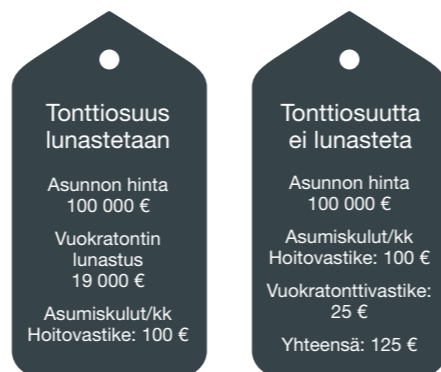 Tonttiosuus
lunastetaan
Asunnon hinta
100 000 €
Vuokratontin
lunastus
19 000 €
Asumiskulut/kk
Hoitovastike: 100 €
Tonttiosuutta
ei lunasteta
Asunnon hinta
100 000 €
Asumiskulut/kk
Hoitovastike: 100 €
Vuokratonttivastike:
25 €
Yhteensä: 125 €